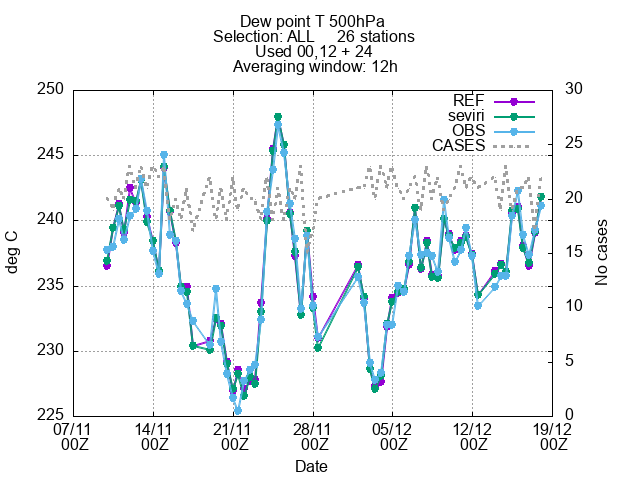 Dew point T 500hPa
Selection: ALL 26 stations
Used 00,12 + 24
Averaging window: 12h
250
245
240
235
230
225
deg C
30
25
20
15
10
5
0
No cases
REF
seviri
OBS
CASES
07/11 14/11 21/11 28/11 05/12 12/12 19/12
00Z 00Z 00Z 00Z 00Z 00Z 00Z
Date